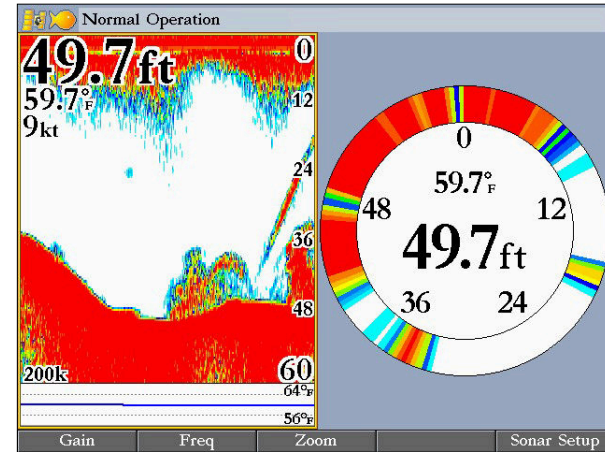 Normal Operation
49.7ft
59.7°F
9kt
0
12
24
36
48
60
200k
64°F
56°F
0
12
24
36
48
59.7°F
49.7ft
Gain Freq Zoom Sonar Setup